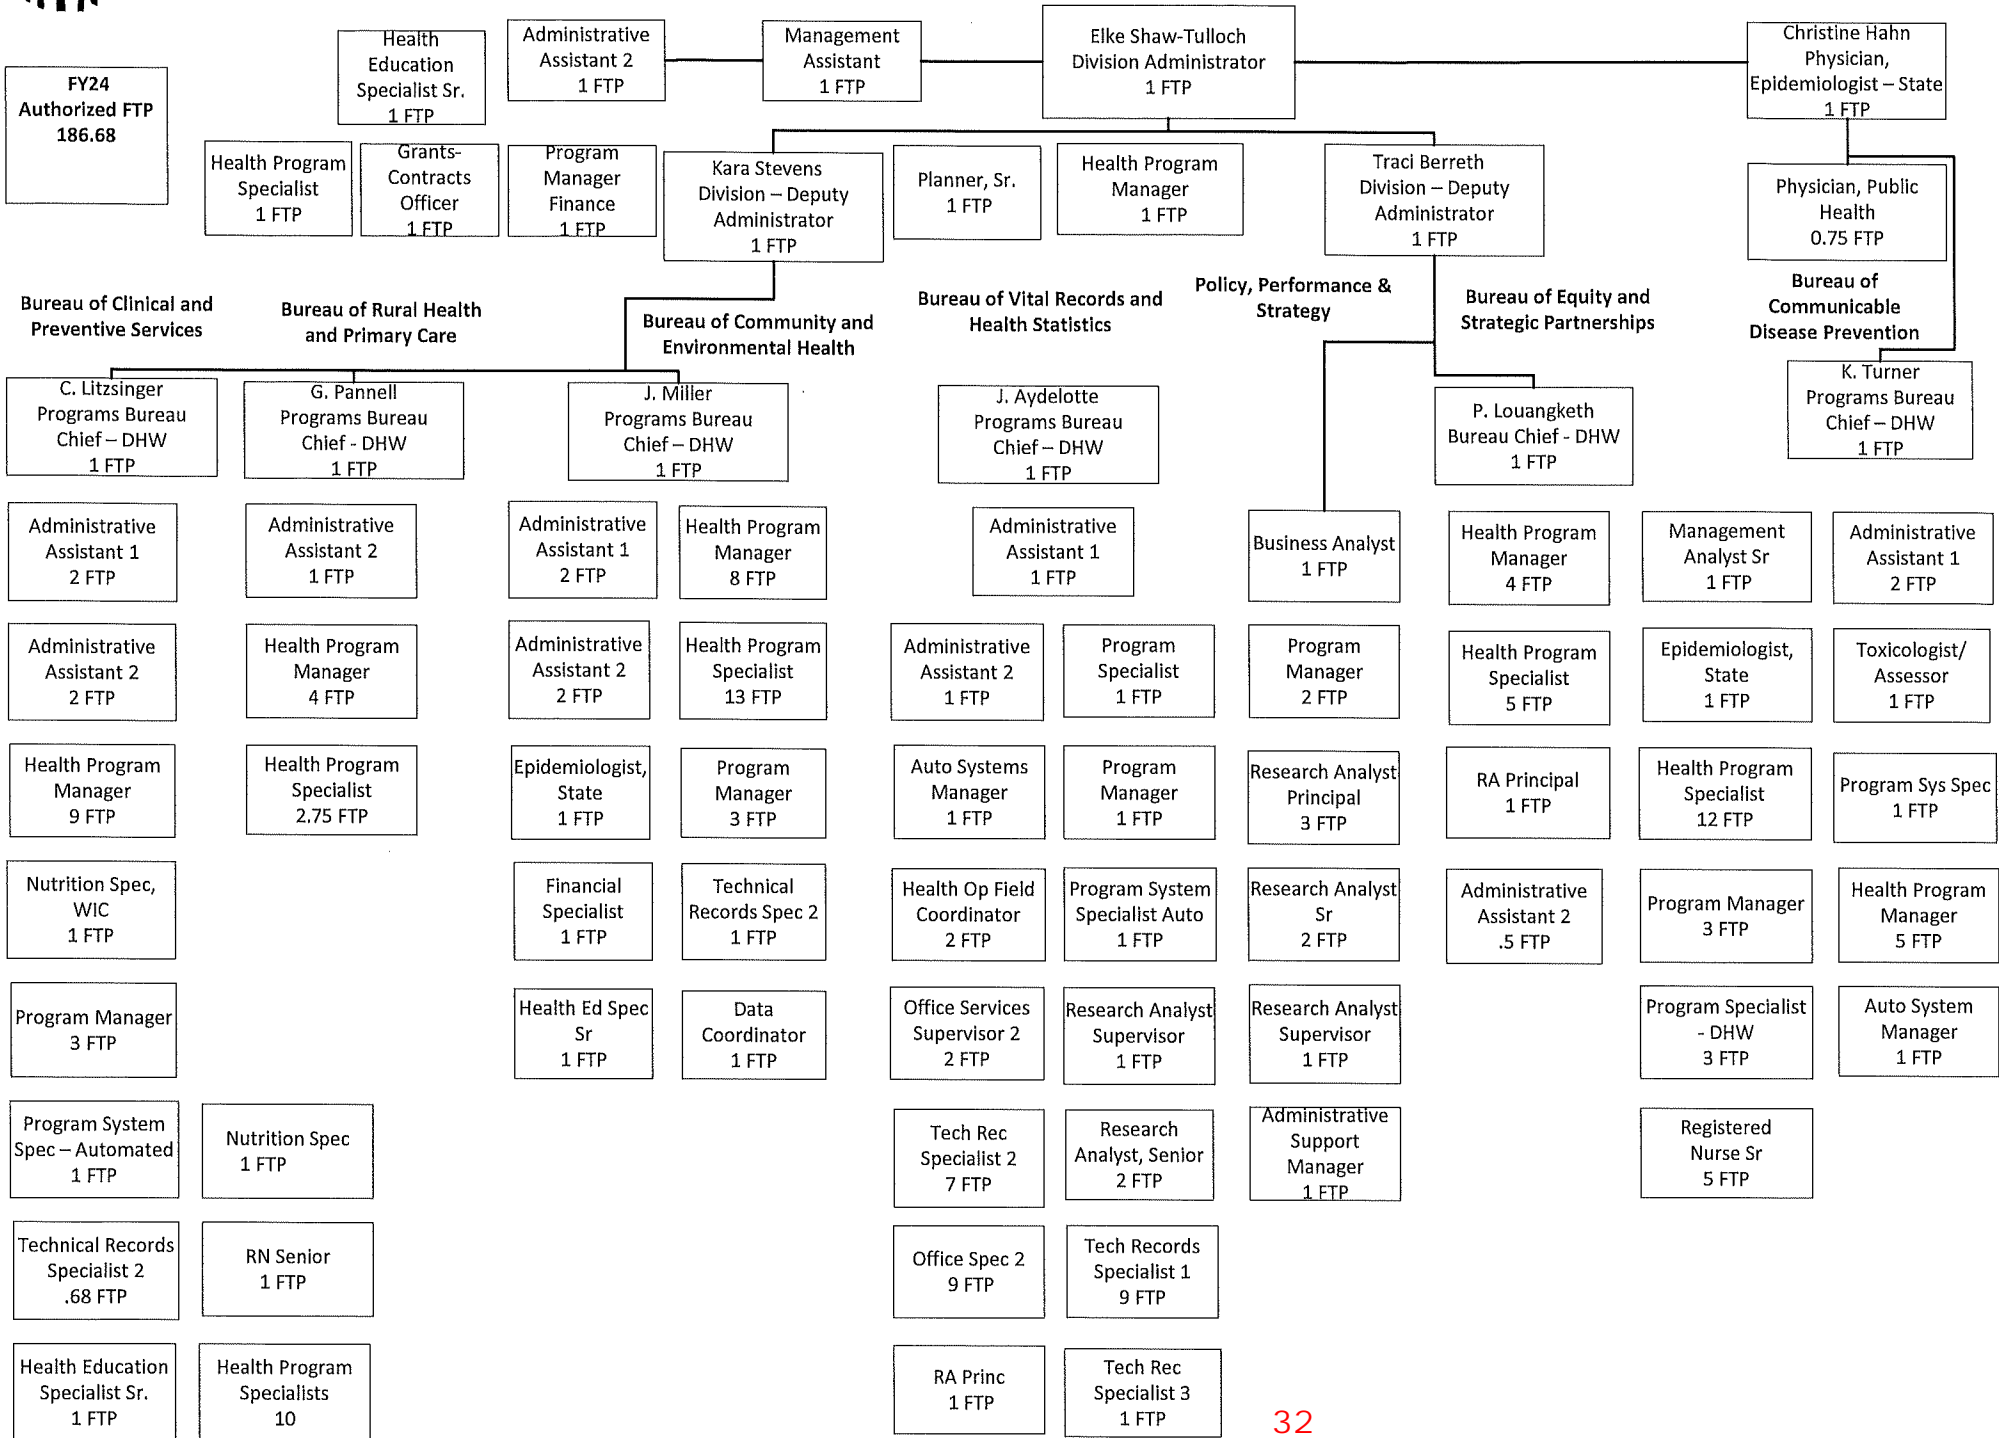 FY24
Authorized FTP
186.68
Health
Education
Specialist Sr.
1 FTP
Administrative
Assistant 2
1 FTP
Management
Assistant
1 FTP
Elke Shaw-Tulloch
Division Administrator
1 FTP
Christine Hahn
Physician,
Epidemiologist – State
1 FTP
Health Program
Specialist
1 FTP
Grants-
Contracts
Officer
1 FTP
Program
Manager
Finance
1 FTP
Kara Stevens
Division – Deputy
Administrator
1 FTP
Planner, Sr.
1 FTP
Health Program
Manager
1 FTP
Traci Berreth
Division – Deputy
Administrator
1 FTP
Physician, Public
Health
0.75 FTP
Bureau of Clinical and
Preventive Services
Bureau of Rural Health
and Primary Care
Bureau of Community and
Environmental Health
Bureau of Vital Records and
Health Statistics
Policy, Performance &
Strategy
Bureau of Equity and
Strategic Partnerships
Bureau of
Communicable
Disease Prevention
C. Litzsinger
Programs Bureau
Chief – DHW
1 FTP
G. Pannell
Programs Bureau
Chief - DHW
1 FTP
J. Miller
Programs Bureau
Chief – DHW
1 FTP
J. Aydelotte
Programs Bureau
Chief – DHW
1 FTP
P. Louangketh
Bureau Chief - DHW
1 FTP
K. Turner
Programs Bureau
Chief – DHW
1 FTP
Administrative
Assistant 1
2 FTP
Administrative
Assistant 2
1 FTP
Administrative
Assistant 1
2 FTP
Health Program
Manager
8 FTP
Administrative
Assistant 1
1 FTP
Business Analyst
1 FTP
Health Program
Manager
4 FTP
Management
Analyst Sr
1 FTP
Administrative
Assistant 1
2 FTP
Administrative
Assistant 2
2 FTP
Health Program
Manager
4 FTP
Administrative
Assistant 2
2 FTP
Health Program
Specialist
13 FTP
Administrative
Assistant 2
1 FTP
Program
Specialist
1 FTP
Program
Manager
2 FTP
Health Program
Specialist
5 FTP
Epidemiologist,
State
1 FTP
Toxicologist/
Assessor
1 FTP
Health Program
Manager
9 FTP
Health Program
Specialist
2.75 FTP
Epidemiologist,
State
1 FTP
Program
Manager
3 FTP
Auto Systems
Manager
1 FTP
Program
Manager
1 FTP
Research Analyst
Principal
3 FTP
RA Principal
1 FTP
Health Program
Specialist
12 FTP
Program Sys Spec
1 FTP
Nutrition Spec,
WIC
1 FTP
Financial
Specialist
1 FTP
Technical
Records Spec 2
1 FTP
Health Op Field
Coordinator
2 FTP
Program System
Specialist Auto
1 FTP
Research Analyst
Sr
2 FTP
Administrative
Assistant 2
.5 FTP
Program Manager
3 FTP
Health Program
Manager
5 FTP
Program Manager
3 FTP
Health Ed Spec
Sr
1 FTP
Data
Coordinator
1 FTP
Office Services
Supervisor 2
2 FTP
Research Analyst
Supervisor
1 FTP
Research Analyst
Supervisor
1 FTP
Program Specialist
- DHW
3 FTP
Auto System
Manager
1 FTP
Program System
Spec – Automated
1 FTP
Nutrition Spec
1 FTP
Tech Rec
Specialist 2
7 FTP
Research
Analyst, Senior
2 FTP
Administrative
Support
Manager
1 FTP
Registered
Nurse Sr
5 FTP
Technical Records
Specialist 2
.68 FTP
RN Senior
1 FTP
Office Spec 2
9 FTP
Tech Records
Specialist 1
9 FTP
Health Education
Specialist Sr.
1 FTP
Health Program
Specialists
10
RA Princ
1 FTP
Tech Rec
Specialist 3
1 FTP
32